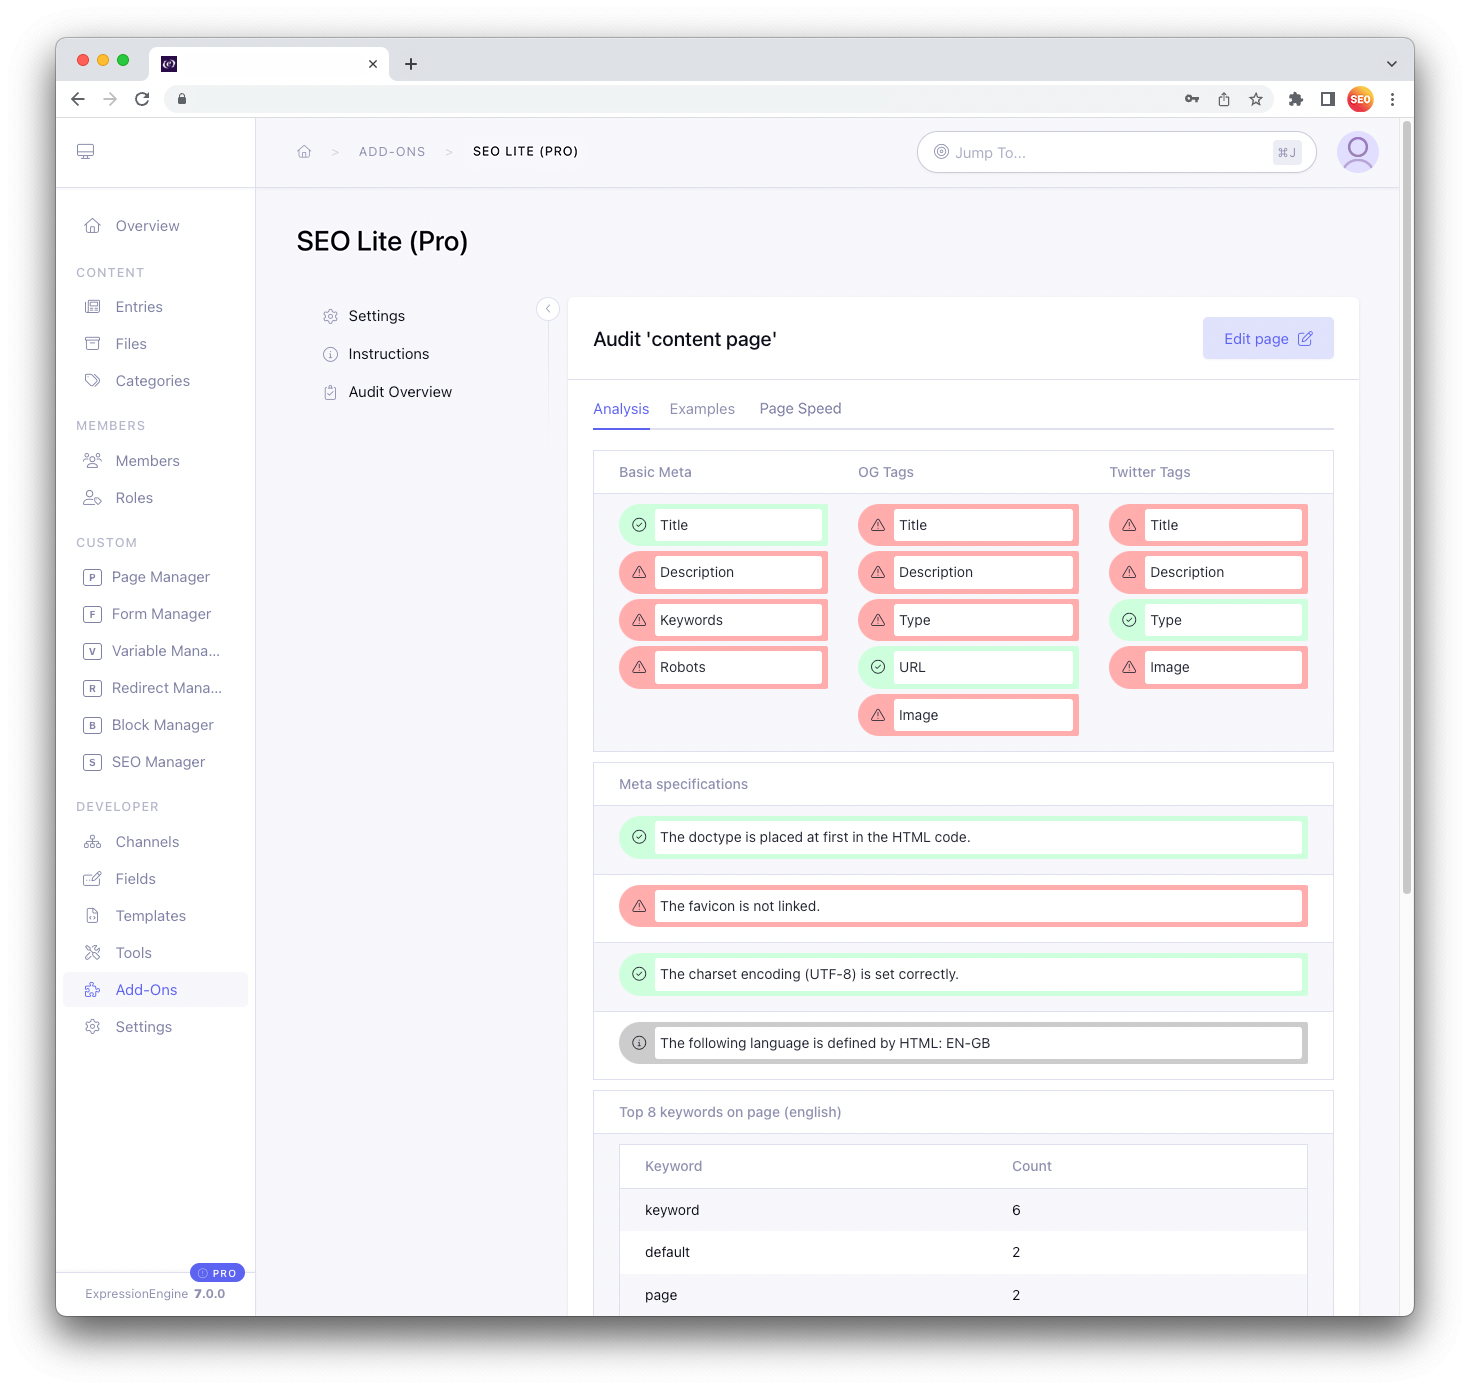 SEO
> ADD-ONS > SEO LITE (PRO)
Jump To... ⌘J
Overview
CONTENT
Entries
Files
Categories
MEMBERS
Members
Roles
CUSTOM
P Page Manager
F Form Manager
V Variable Mana...
R Redirect Mana...
B Block Manager
S SEO Manager
DEVELOPER
Channels
Fields
Templates
Tools
Add-Ons
Settings
PRO
ExpressionEngine 7.0.0
SEO Lite (Pro)
Settings
Instructions
Audit Overview
Audit 'content page'
Edit page
Analysis Examples Page Speed
Basic Meta OG Tags Twitter Tags
Title Title Title
Description Description Description
Keywords Type Type
Robots URL Image
Image
Meta specifications
The doctype is placed at first in the HTML code.
The favicon is not linked.
The charset encoding (UTF-8) is set correctly.
The following language is defined by HTML: EN-GB
Top 8 keywords on page (english)
Keyword Count
keyword 6
default 2
page 2